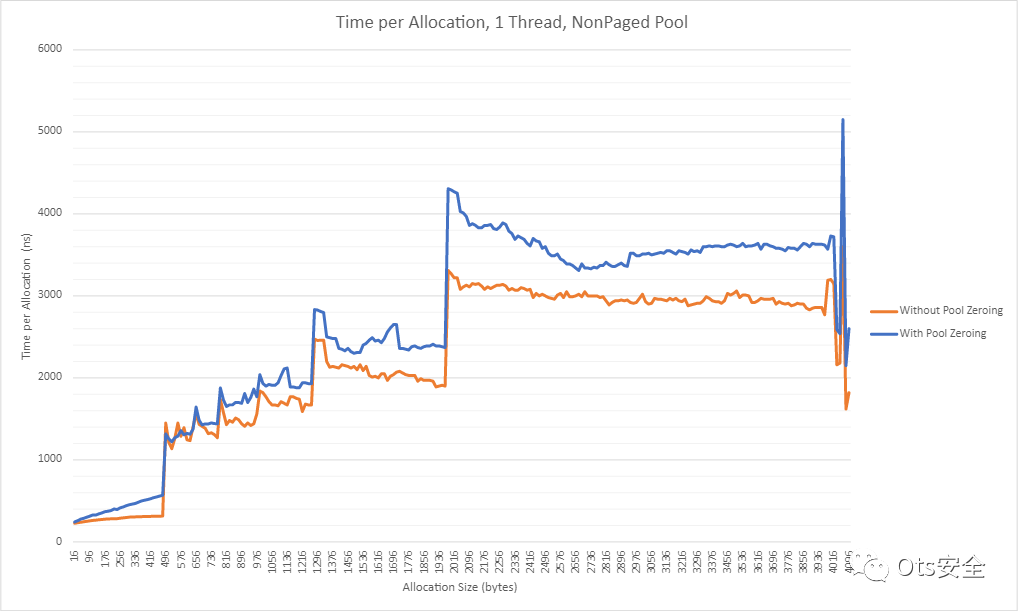 Time per Allocation, 1 Thread, NonPaged Pool
6000
5000
4000
3000
2000
1000
0
Time per Allocation (ns)
16 96 176 256 336 416 496 576 656 736 816 896 976 1056 1136 1216 1296 1376 1456 1536 1616 1696 1776 1856 1936 2016 2096 2176 2256 2336 2416 2496 2576 2656 2736 2816 2896 2976 3056 3136 3216 3296 3376 3456 3536 3616 3696 3776 3856 3936 4016 4096
Allocation Size (bytes)
Without Pool Zeroing
With Pool Zeroing
Ots安全